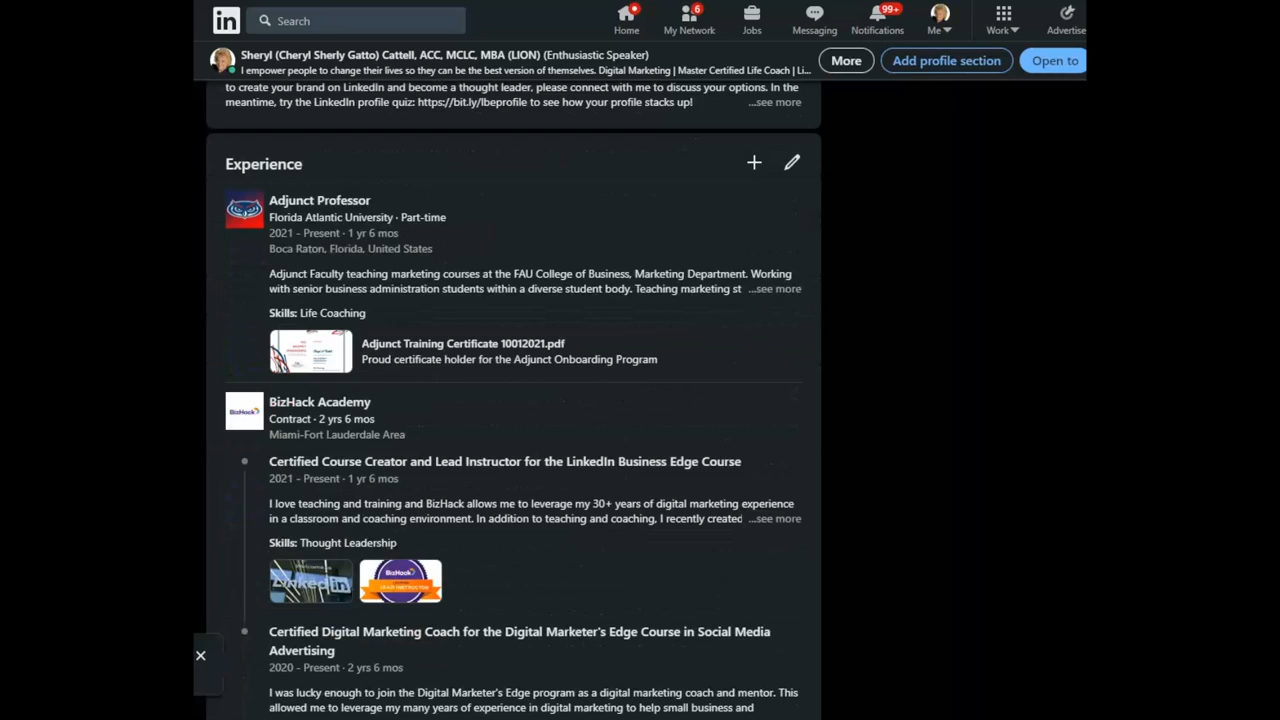 in
Search
Home
6
My Network
Jobs
Messaging
99+
Notifications
Me
Work
Advertise
Sheryl (Cheryl Sherly Gatto) Cattell, ACC, MCLC, MBA (LION) (Enthusiastic Speaker)
I empower people to change their lives so they can be the best version of themselves. Digital Marketing | Master Certified Life Coach | Li...
More
Add profile section
Open to
to create your brand on LinkedIn and become a thought leader, please connect with me to discuss your options. In the
meantime, try the LinkedIn profile quiz: https://bit.ly/lbeprofile to see how your profile stacks up! ...see more
Experience
Adjunct Professor
Florida Atlantic University · Part-time
2021 - Present · 1 yr 6 mos
Boca Raton, Florida, United States
Adjunct Faculty teaching marketing courses at the FAU College of Business, Marketing Department. Working
with senior business administration students within a diverse student body. Teaching marketing st ...see more
Skills: Life Coaching
Adjunct Training Certificate 10012021.pdf
Proud certificate holder for the Adjunct Onboarding Program
BizHack
BizHack Academy
Contract · 2 yrs 6 mos
Miami-Fort Lauderdale Area
Certified Course Creator and Lead Instructor for the LinkedIn Business Edge Course
2021 - Present · 1 yr 6 mos
I love teaching and training and BizHack allows me to leverage my 30+ years of digital marketing experience
in a classroom and coaching environment. In addition to teaching and coaching, I recently created ...see more
Skills: Thought Leadership
Linkedin
BizHack
LEAD INSTRUCTOR
Certified Digital Marketing Coach for the Digital Marketer's Edge Course in Social Media
Advertising
2020 - Present · 2 yrs 6 mos
I was lucky enough to join the Digital Marketer's Edge program as a digital marketing coach and mentor. This
allowed me to leverage my many years of experience in digital marketing to help small business and